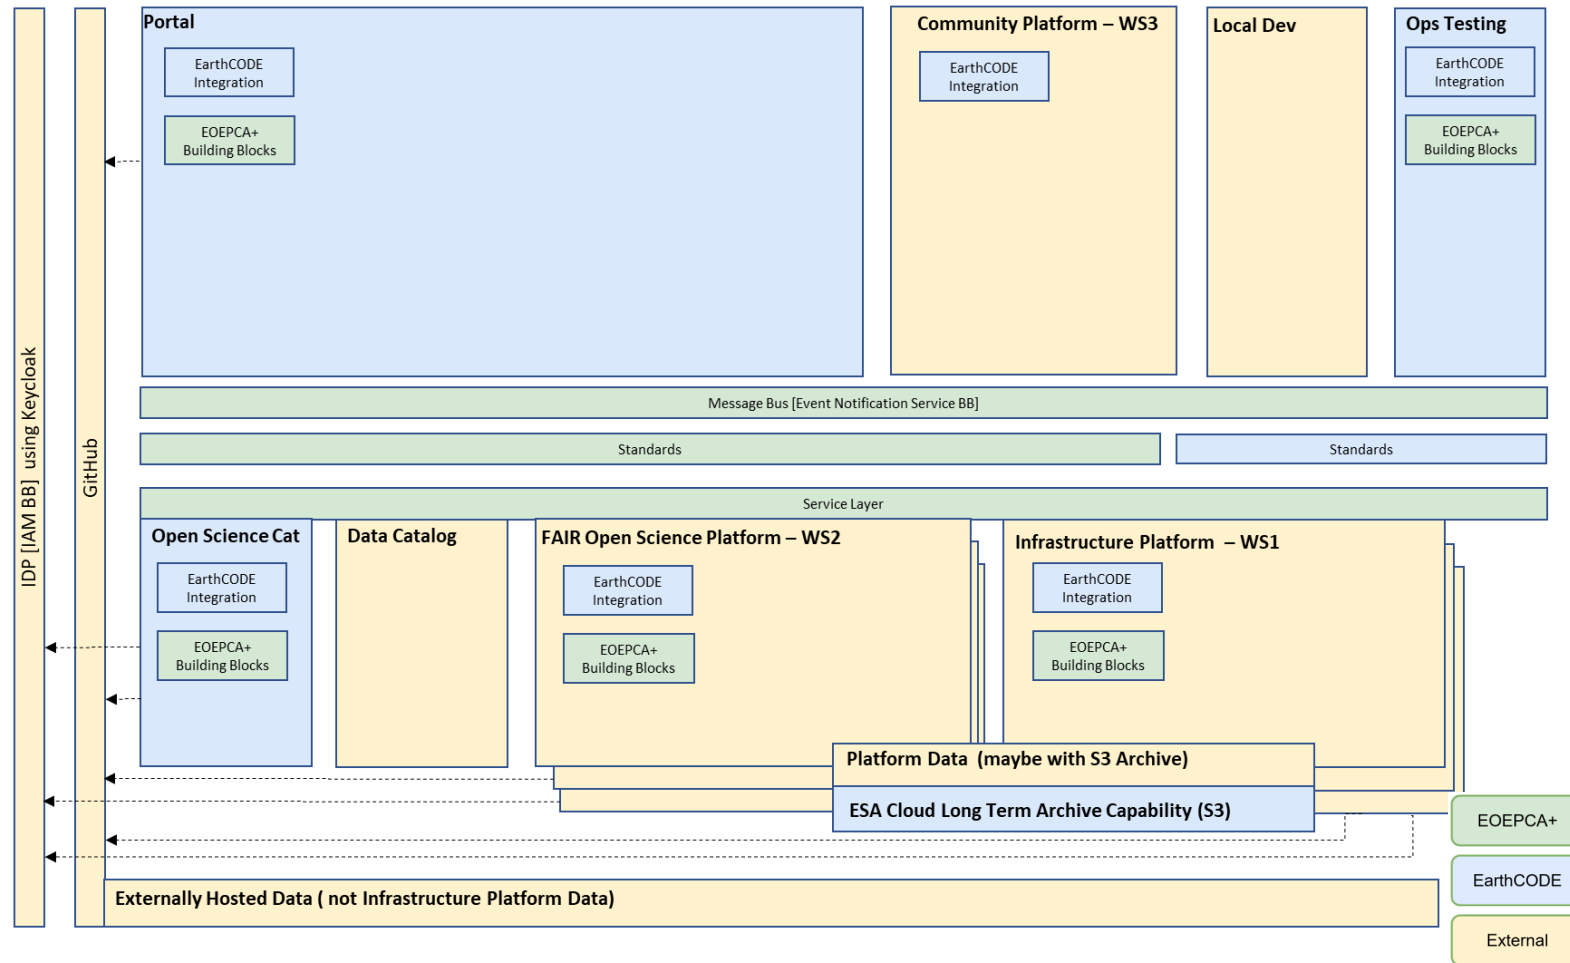 Portal
EarthCODE
Integration
EOEPCA+
Building Blocks
Community Platform – WS3
EarthCODE
Integration
Local Dev
Ops Testing
EarthCODE
Integration
EOEPCA+
Building Blocks
IDP [IAM BB]  using Keycloak
GitHub
Message Bus [Event Notification Service BB]
Standards
Standards
Service Layer
Open Science Cat
EarthCODE
Integration
EOEPCA+
Building Blocks
Data Catalog
FAIR Open Science Platform – WS2
EarthCODE
Integration
EOEPCA+
Building Blocks
Infrastructure Platform  – WS1
EarthCODE
Integration
EOEPCA+
Building Blocks
Platform Data  (maybe with S3 Archive)
ESA Cloud Long Term Archive Capability (S3)
Externally Hosted Data ( not Infrastructure Platform Data)
EOEPCA+
EarthCODE
External